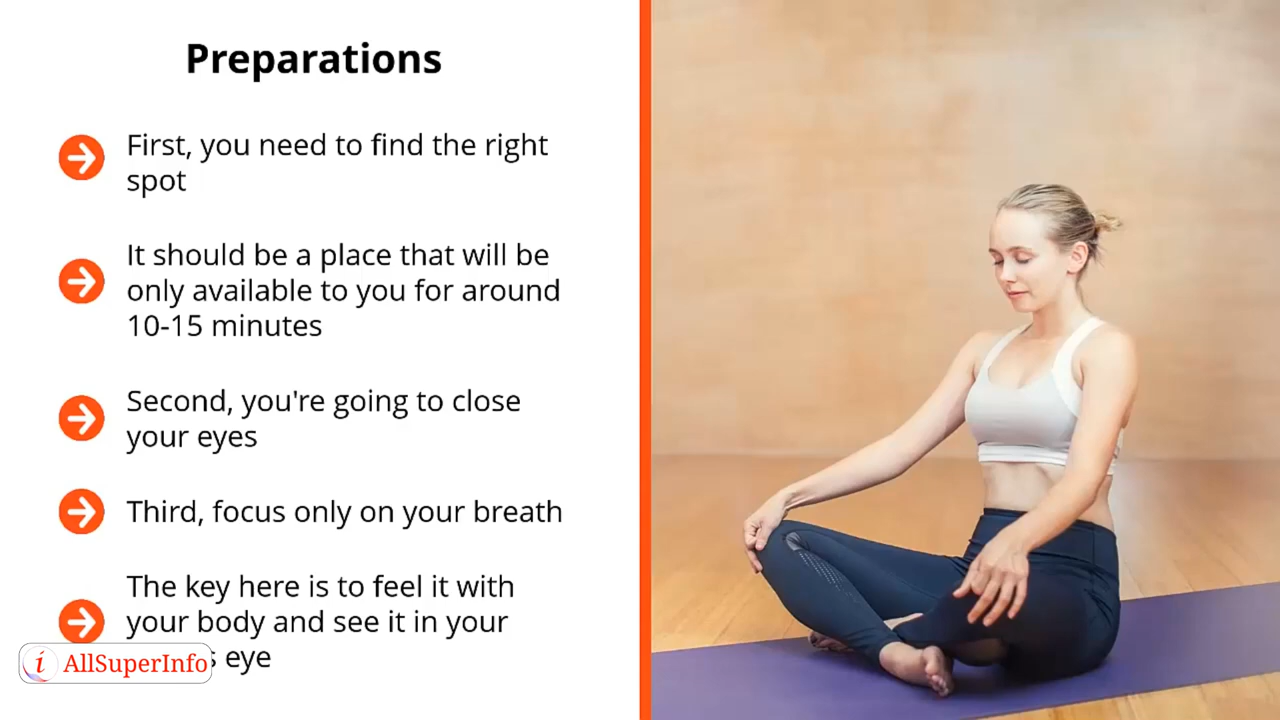 Preparations
First, you need to find the right
spot
It should be a place that will be
only available to you for around
10-15 minutes
Second, you're going to close
your eyes
Third, focus only on your breath
The key here is to feel it with
your body and see it in your
s eye
i AllSuperInfo